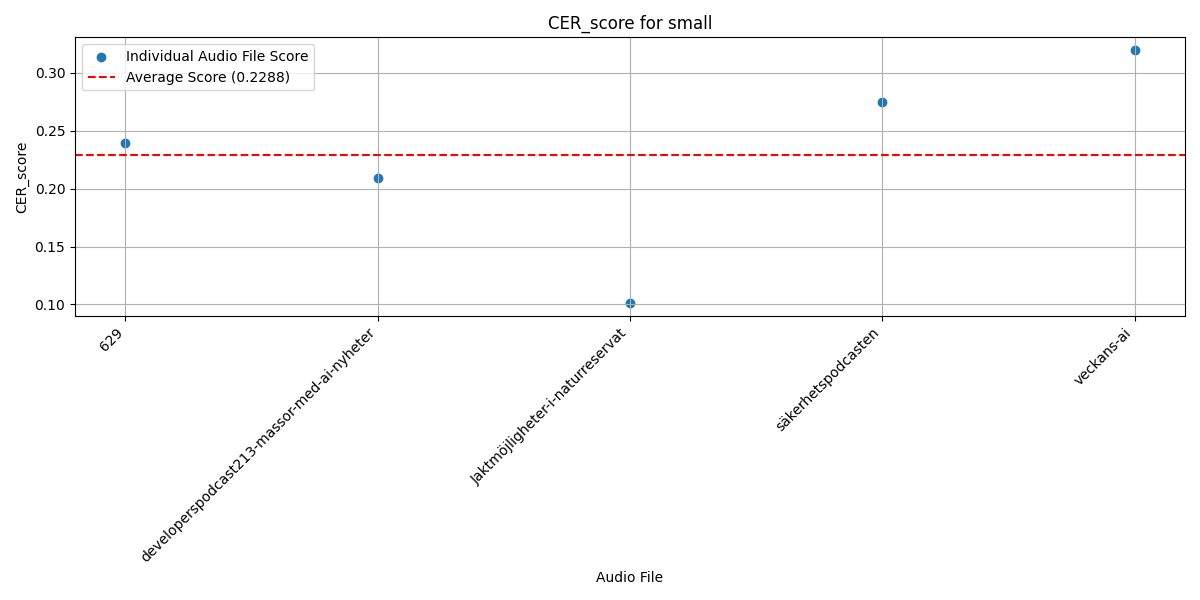 CER_score for small
Individual Audio File Score
Average Score (0.2288)
CER_score
0.30
0.25
0.20
0.15
0.10
629
developerspodcast213-massor-med-ai-nyheter
Jaktmöjligheter-i-naturreservat
säkerhetspodcasten
veckans-ai
Audio File